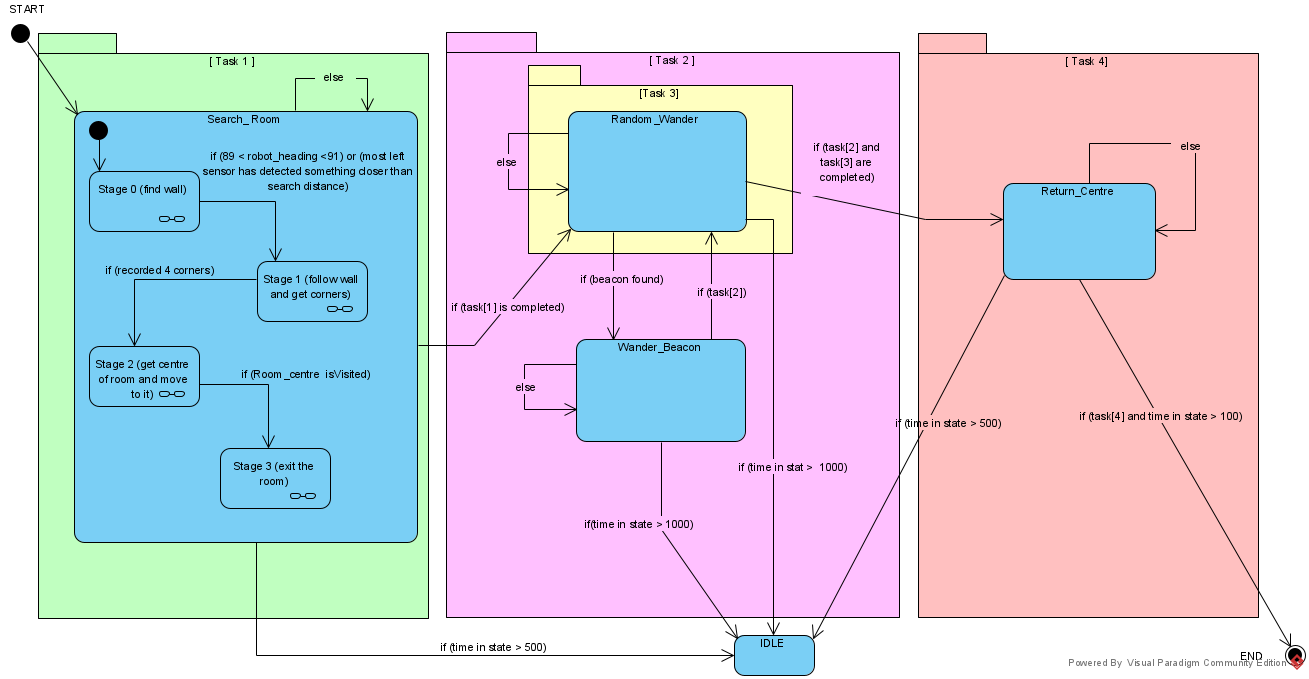 START
[ Task 1 ]
else
Search_ Room
if (89 < robot_heading <91) or (most left
sensor has detected something closer than
search distance)
Stage 0 (find wall)
if (recorded 4 corners)
Stage 1 (follow wall
and get corners)
Stage 2 (get centre
of room and move
to it)
if (Room_centre isVisited)
Stage 3 (exit the
room)
if (task[1] is completed)
if (time in state > 500)
[ Task 2 ]
[Task 3]
Random_Wander
else
if (beacon found)
if (task[2])
Wander_Beacon
else
if (time in stat > 1000)
if(time in state > 1000)
IDLE
if (task[2] and
task[3] are
completed)
[ Task 4]
else
Return_Centre
if (time in state > 500)
if (task[4] and time in state > 100)
END
Powered By Visual Paradigm Community Edition